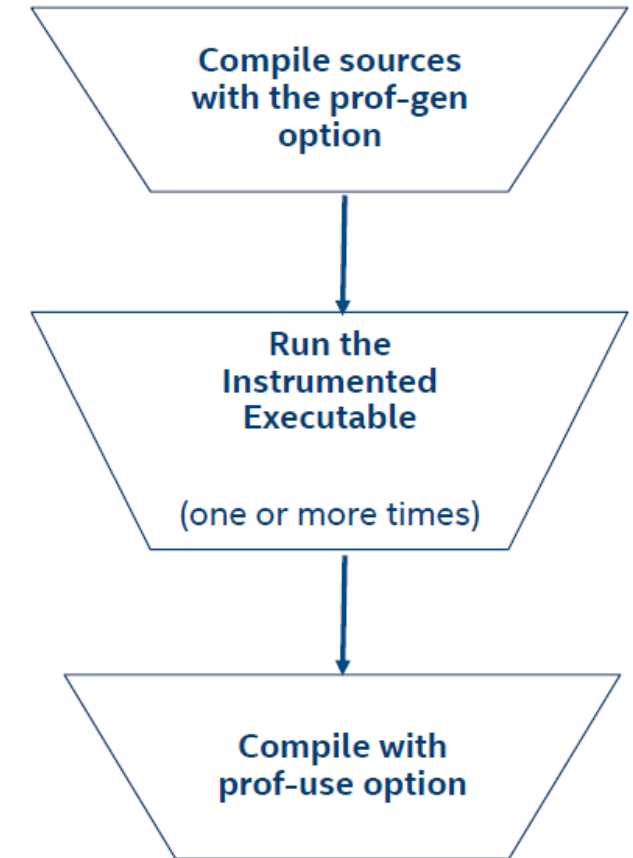 Compile sources
with the prof-gen
option
Run the
Instrumented
Executable
(one or more times)
Compile with
prof-use option